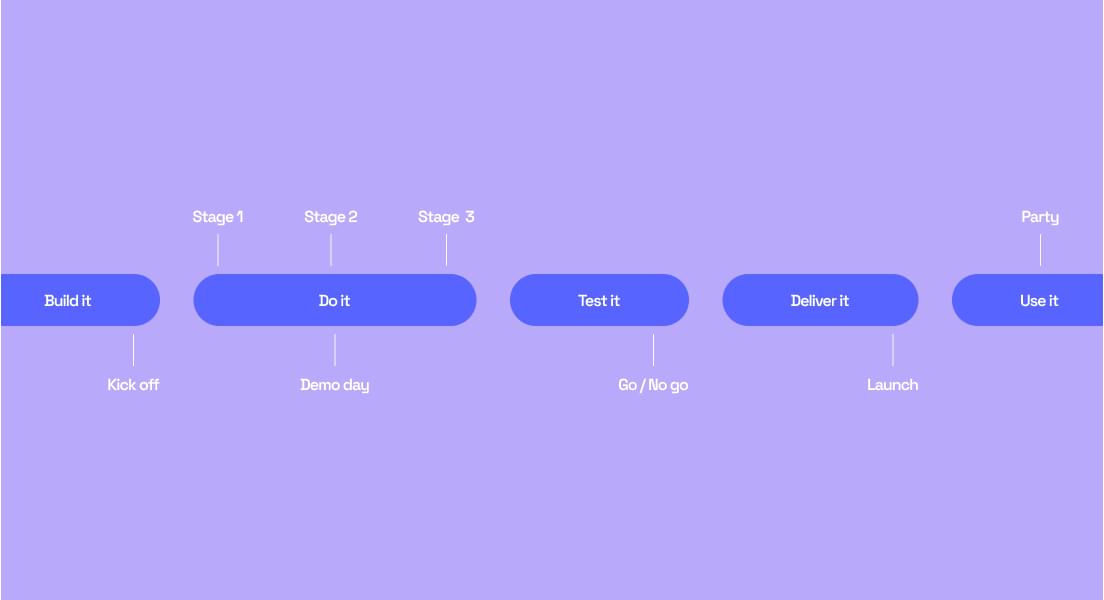 Stage 1
Stage 2
Stage 3
Party
Build it
Do it
Test it
Deliver it
Use it
Kick off
Demo day
Go / No go
Launch